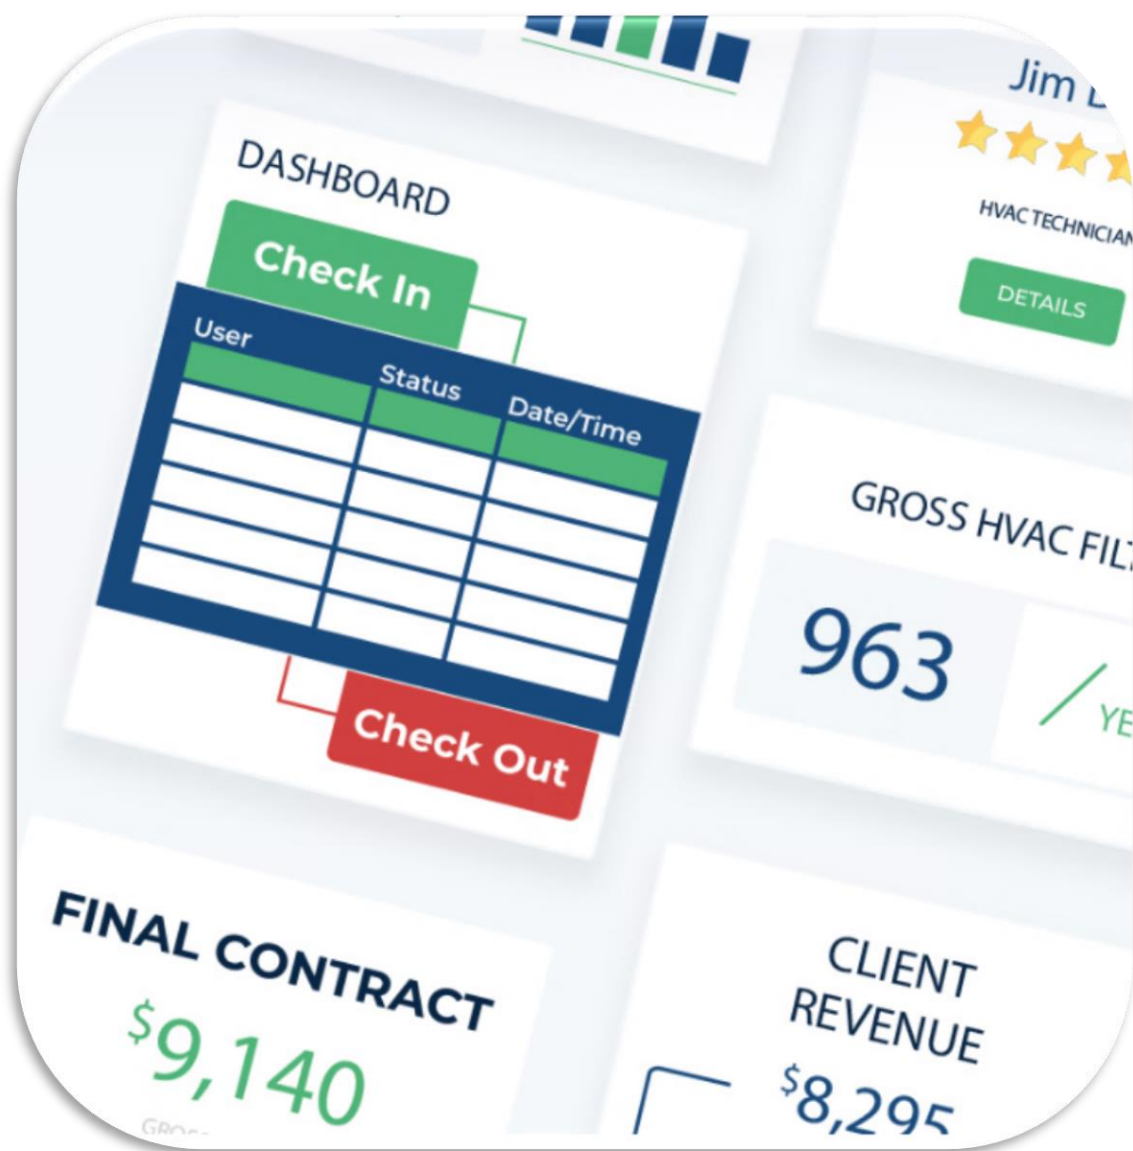 Jim
HVAC TECHNICIAN
DETAILS
DASHBOARD
Check In
User Status Date/Time
Check Out
GROSS HVAC
963
/
FINAL CONTRACT
$9,140
CLIENT
REVENUE
$8,295